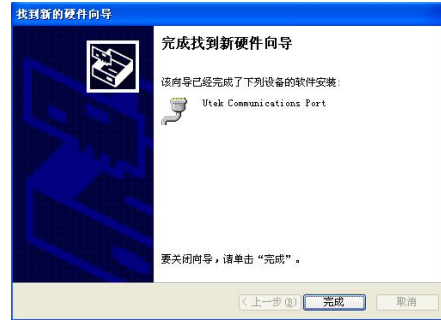 找到新的硬件向导
完成找到新硬件向导
该向导已经完成了下列设备的软件安装:
Utek Communications Port
要关闭向导，请单击“完成”。
< 上一步(B)
完成
取消